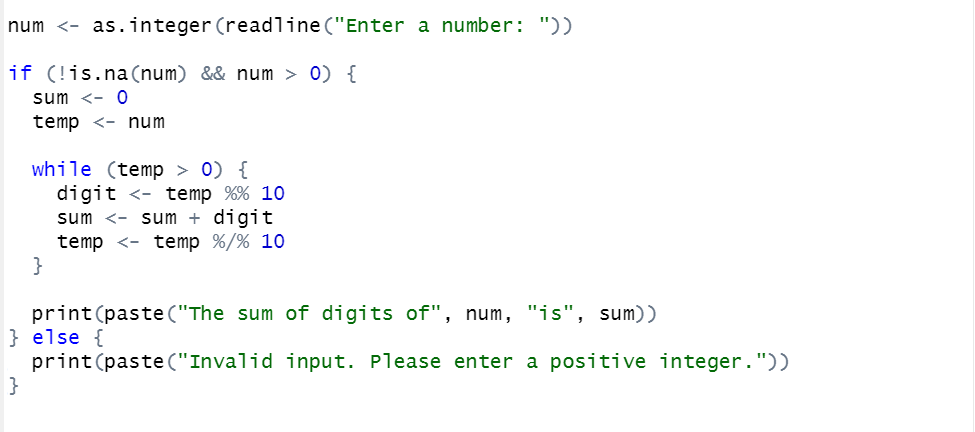 num <- as.integer(readline("Enter a number: "))

if (!is.na(num) && num > 0) {
  sum <- 0
  temp <- num

  while (temp > 0) {
    digit <- temp %% 10
    sum <- sum + digit
    temp <- temp %/% 10
  }

  print(paste("The sum of digits of", num, "is", sum))
} else {
  print(paste("Invalid input. Please enter a positive integer."))
}